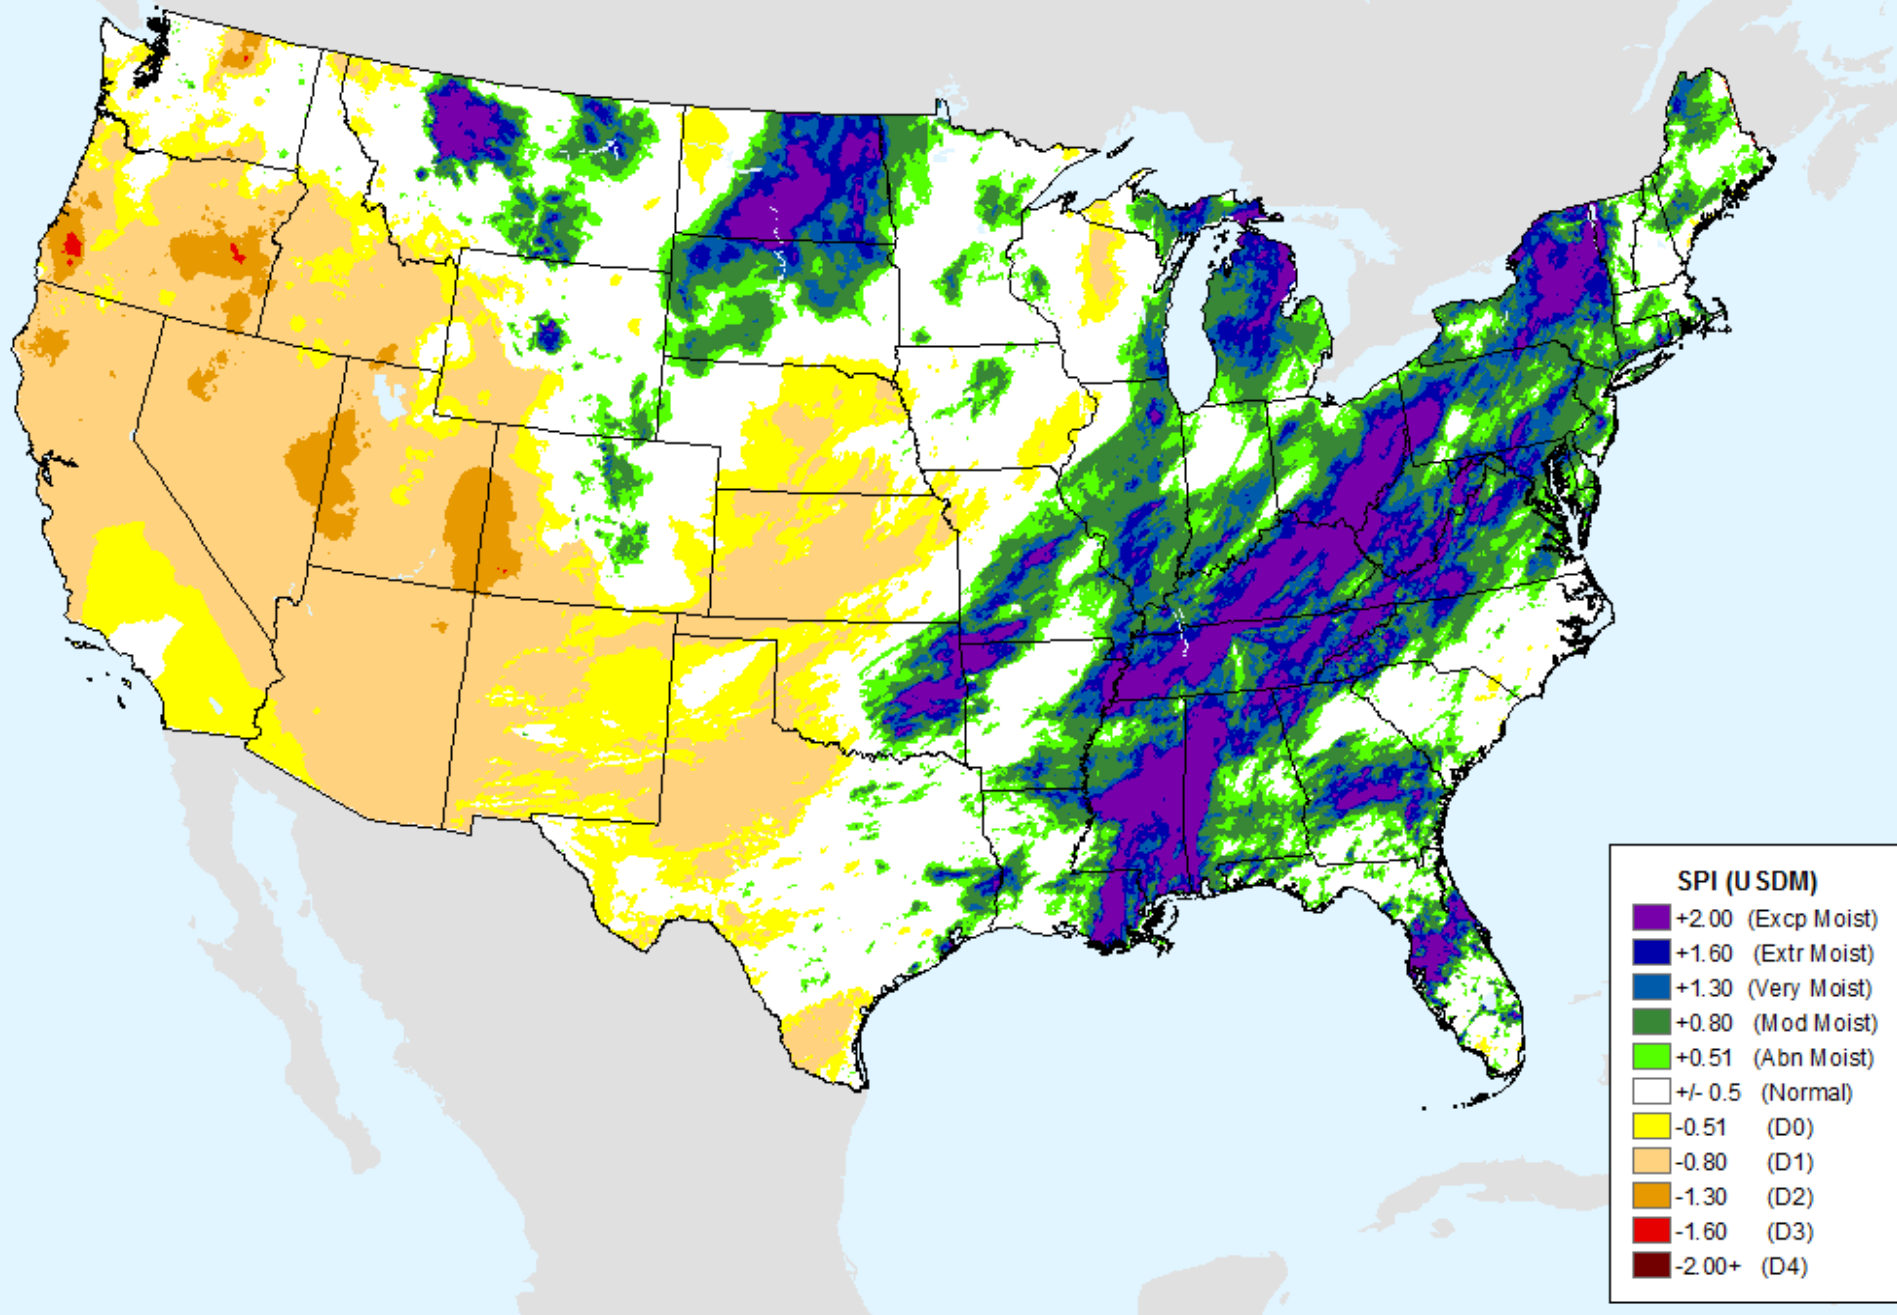 SPI (USDM)
+2.00 (Excp Moist)
+1.60 (Extr Moist)
+1.30 (Very Moist)
+0.80 (Mod Moist)
+0.51 (Abn Moist)
+/- 0.5 (Normal)
-0.51 (D0)
-0.80 (D1)
-1.30 (D2)
-1.60 (D3)
-2.00+ (D4)